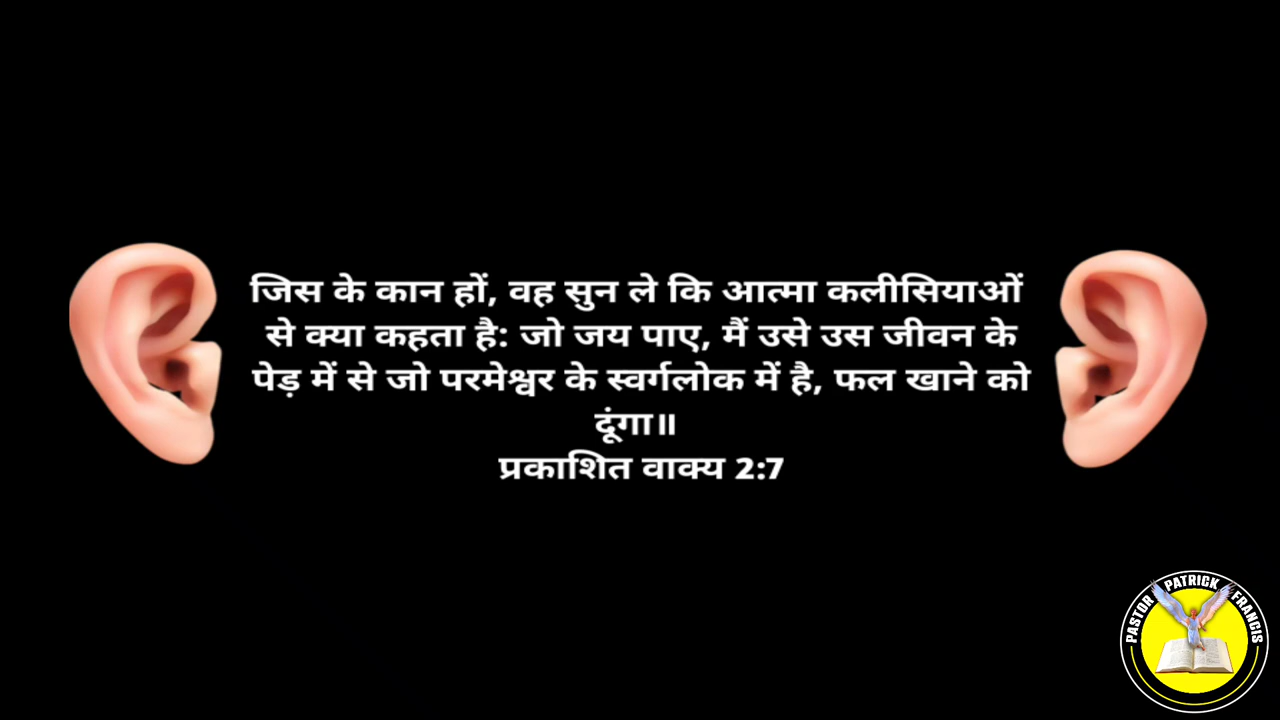 जिस के कान हों, वह सुन ले कि आत्मा कलीसियाओं
से क्या कहता है: जो जय पाए, मैं उसे उस जीवन के
पेड़ में से जो परमेश्वर के स्वर्गलोक में है, फल खाने को
दूंगा॥
प्रकाशित वाक्य 2:7
PASTOR PATRICK FRANCIS